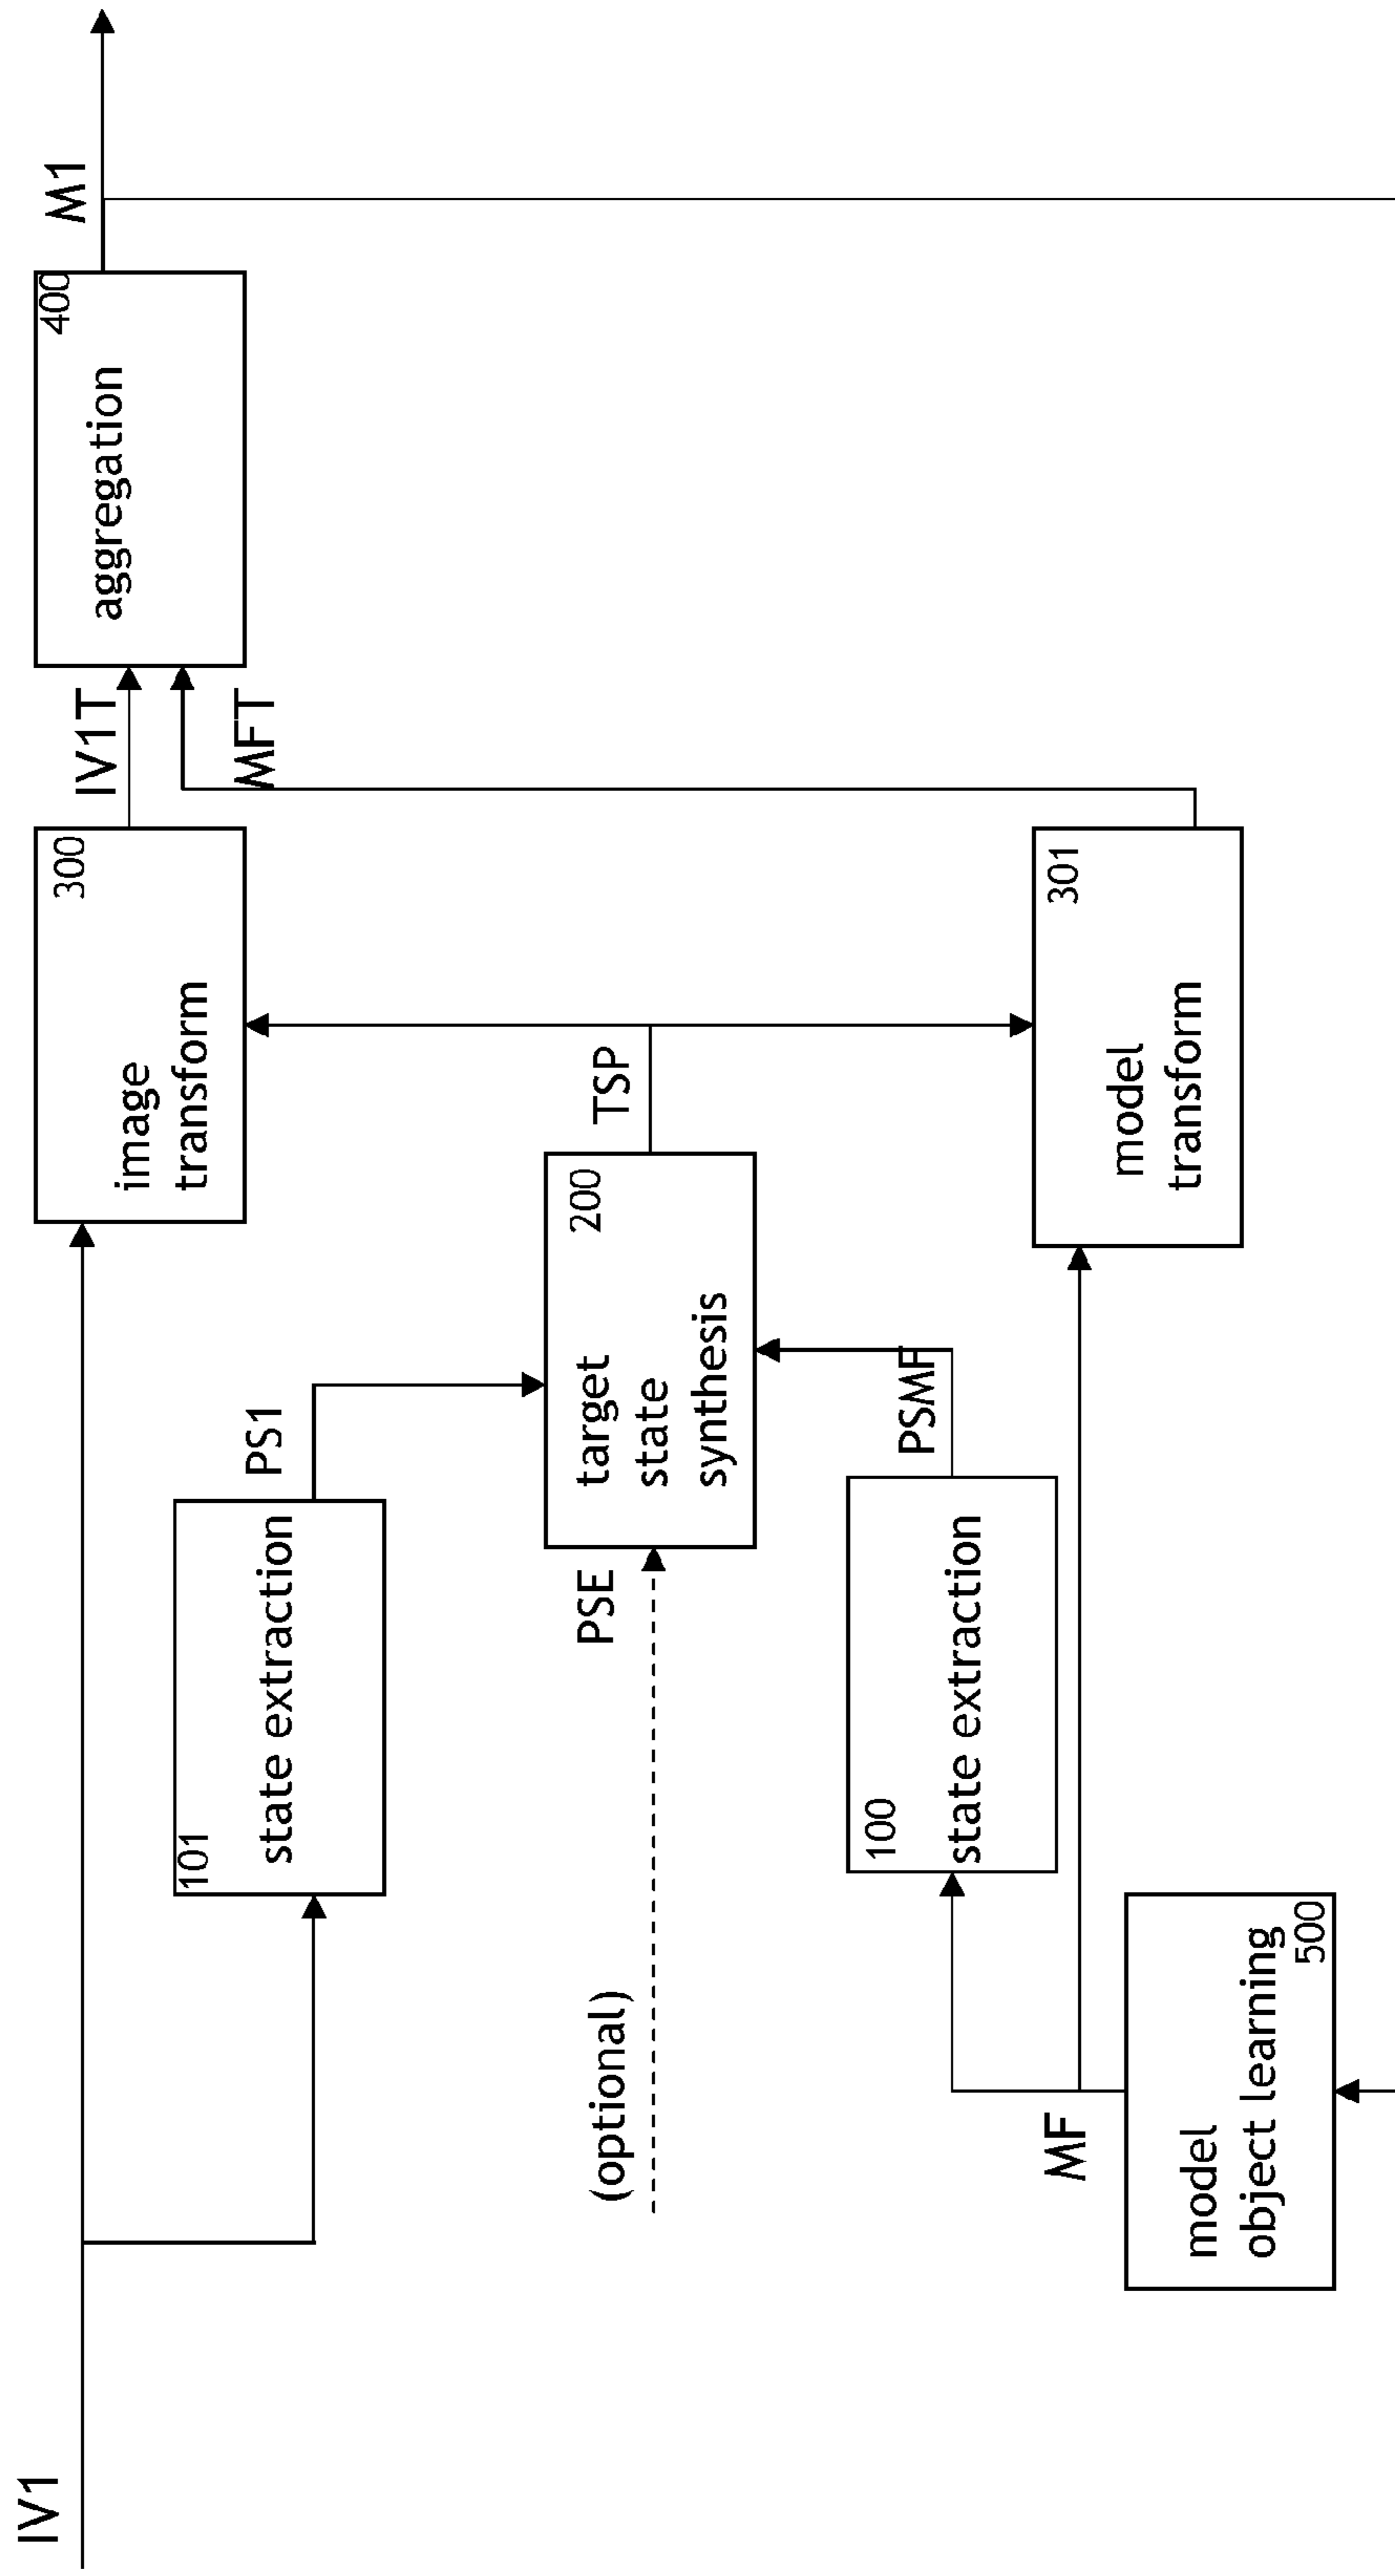 IV1
101
state extraction
PS1
300
image
transform
IV1T
MFT
400
aggregation
M1
(optional)
PSE
200
target
state
synthesis
TSP
MF
100
state extraction
PSMF
301
model
transform
model
object learning
500